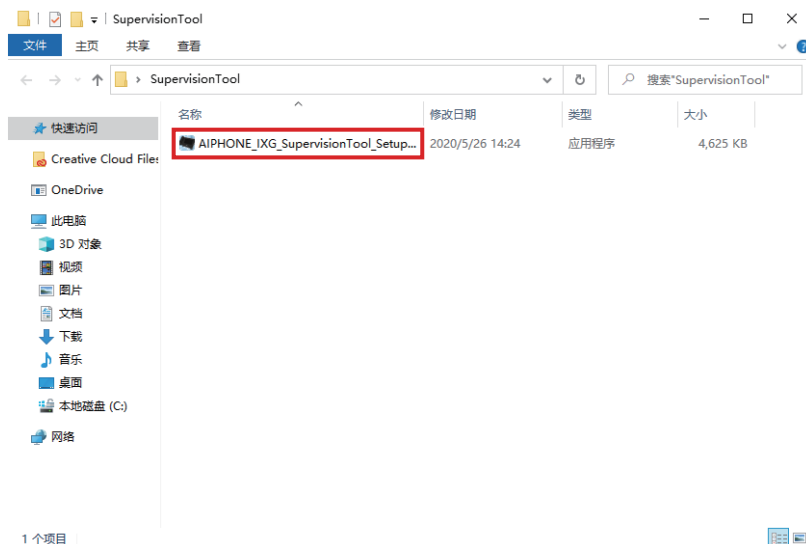 SupervisionTool
文件 主页 共享 查看
SupervisionTool 搜索"SupervisionTool"
名称 修改日期 类型 大小
快速访问
AIPHONE_IXG_SupervisionTool_Setup... 2020/5/26 14:24 应用程序 4,625 KB
Creative Cloud Files
OneDrive
此电脑
3D 对象
视频
图片
文档
下载
音乐
桌面
本地磁盘 (C:)
网络
1 个项目